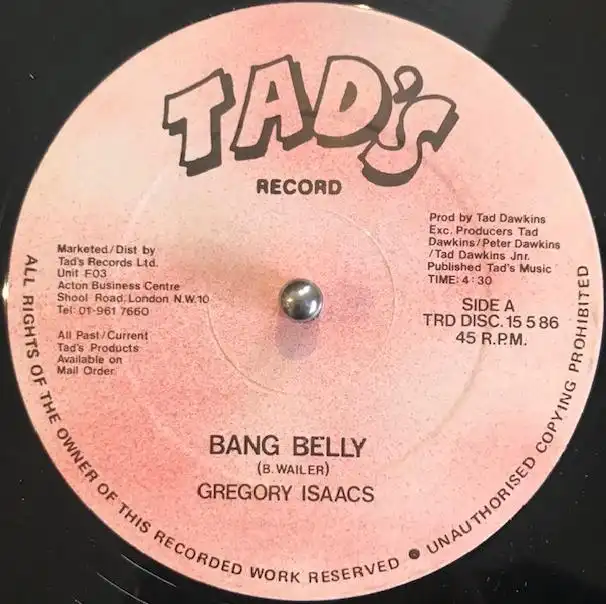 TAD'S
RECORD
Marketed/Dist by
Tad's Records Ltd.
Unit F.03
Acton Business Centre
Shool Road, London N.W.10
Tel: 01-961 7660
All Past/Current
Tad's Products
Available on
Mail Order
Prod by Tad Dawkins
Exc. Producers Tad
Dawkins/Peter Dawkins
/Tad Dawkins Jnr.
Published Tad's Music
TIME: 4:30
SIDE A
TRD DISC. 15 5 86
45 R.P.M.
BANG BELLY
(B. WAILER)
GREGORY ISAACS
ALL RIGHTS OF THE OWNER OF THIS RECORDED WORK RESERVED ● UNAUTHORISED COPYING PROHIBITED